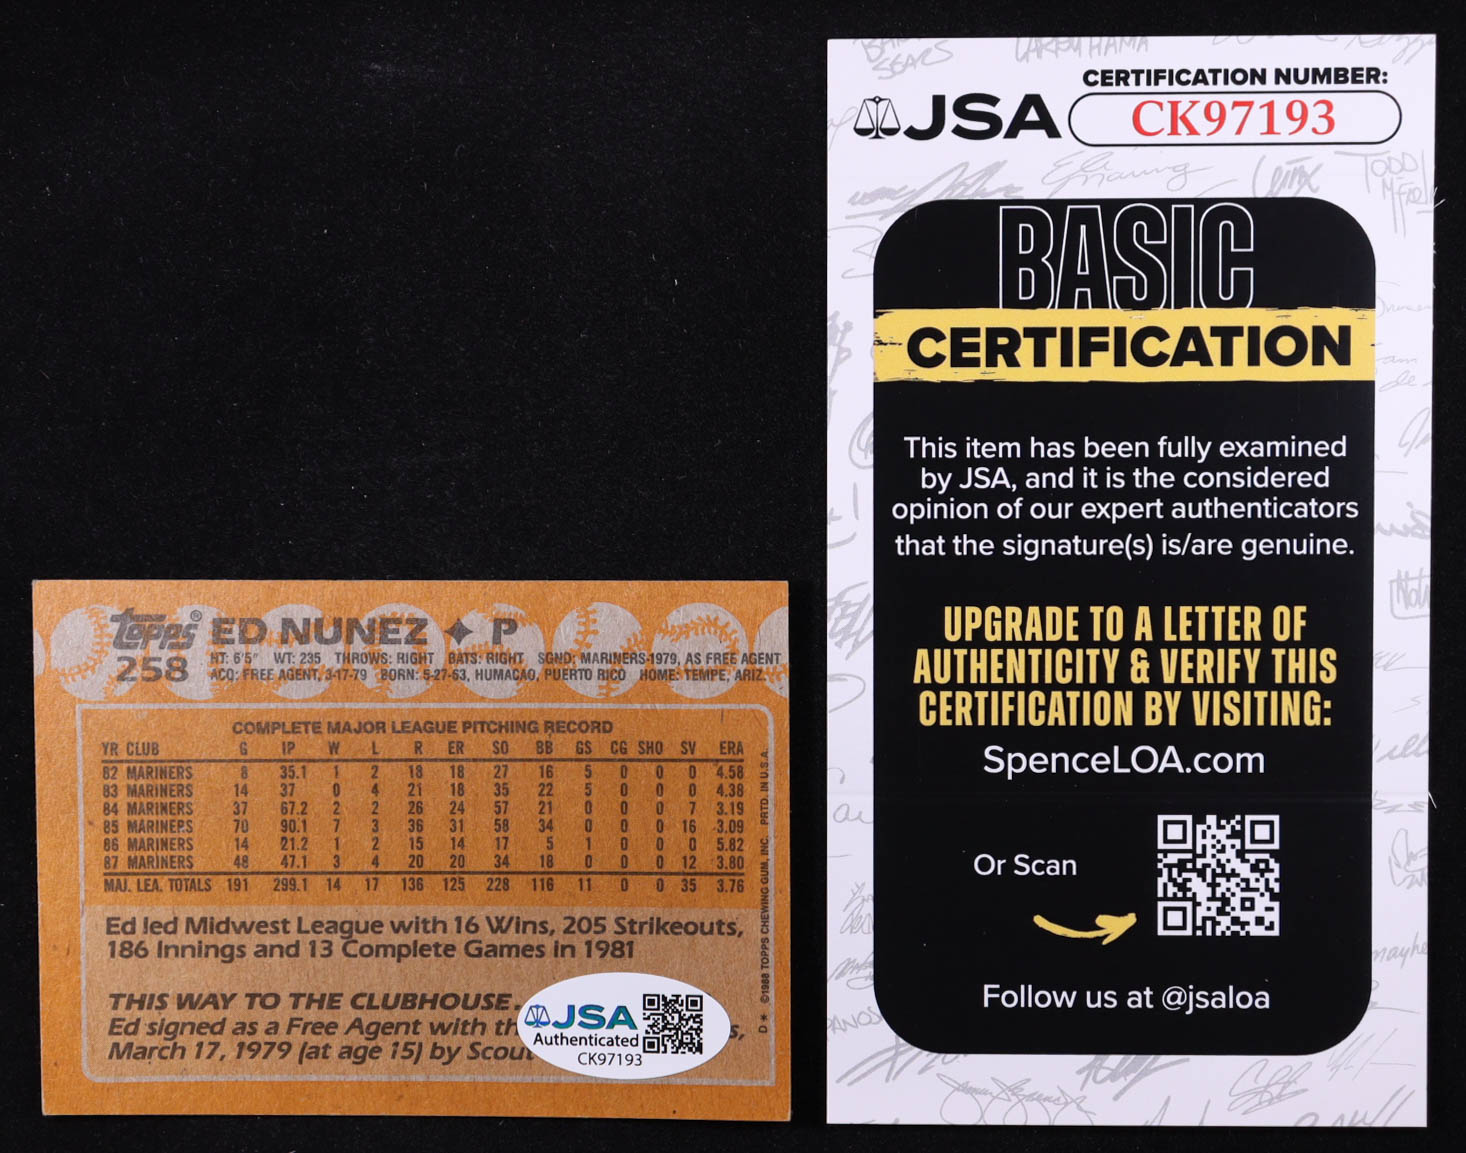 topps® ED NUNEZ ✦ P
258
HT: 6'5" WT: 235 THROWS: RIGHT BATS: RIGHT SGND: MARINERS-1979, AS FREE AGENT
ACQ: FREE AGENT, 3-17-79 BORN: 5-27-63, HUMACAO, PUERTO RICO HOME: TEMPE, ARIZ.
COMPLETE MAJOR LEAGUE PITCHING RECORD
YR CLUB G IP W L R ER SO BB GS CG SHO SV ERA
82 MARINERS 8 35.1 1 2 18 18 27 16 5 0 0 0 4.58
83 MARINERS 14 37 0 4 21 18 35 22 5 0 0 0 4.38
84 MARINERS 37 67.2 2 2 26 24 57 21 0 0 0 7 3.19
85 MARINERS 70 90.1 7 3 36 31 58 34 0 0 0 16 3.09
86 MARINERS 14 21.2 1 2 15 14 17 5 1 0 0 0 5.82
87 MARINERS 48 47.1 3 4 20 20 34 18 0 0 0 12 3.80
MAJ. LEA. TOTALS 191 299.1 14 17 136 125 228 116 11 0 0 35 3.76
Ed led Midwest League with 16 Wins, 205 Strikeouts,
186 Innings and 13 Complete Games in 1981
THIS WAY TO THE CLUBHOUSE.
Ed signed as a Free Agent with th s,
March 17, 1979 (at age 15) by Scout
D* ©1988 TOPPS CHEWING GUM, INC. PRTD. IN U.S.A.
JSA
Authenticated
CK97193
CERTIFICATION NUMBER:
JSA CK97193
BASIC
CERTIFICATION
This item has been fully examined
by JSA, and it is the considered
opinion of our expert authenticators
that the signature(s) is/are genuine.
UPGRADE TO A LETTER OF
AUTHENTICITY & VERIFY THIS
CERTIFICATION BY VISITING:
SpenceLOA.com
Or Scan
Follow us at @jsaloa